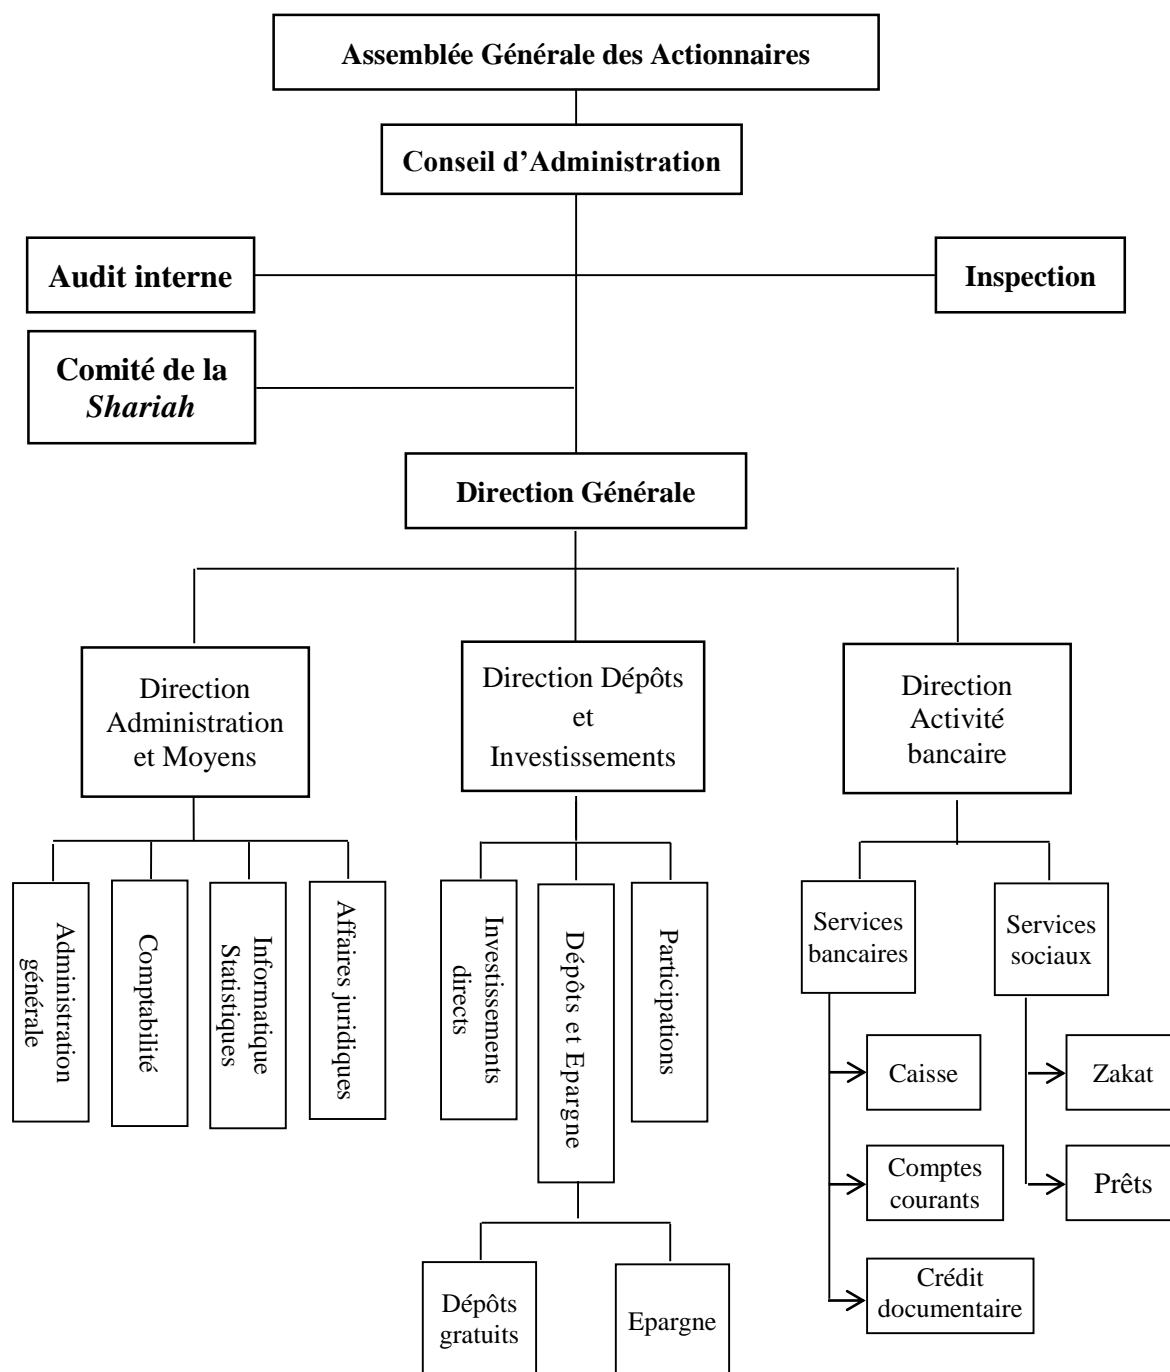 Assemblée Générale des Actionnaires
Conseil d’Administration
Audit interne
Inspection
Comité de la
Shariah
Direction Générale
Direction
Administration
et Moyens
Direction Dépôts
et
Investissements
Direction
Activité
bancaire
Administration
générale
Comptabilité
Informatique
Statistiques
Affaires juridiques
Investissements
directs
Dépôts et Epargne
Participations
Services
bancaires
Services
sociaux
Caisse
Zakat
Comptes
courants
Prêts
Crédit
documentaire
Dépôts
gratuits
Epargne